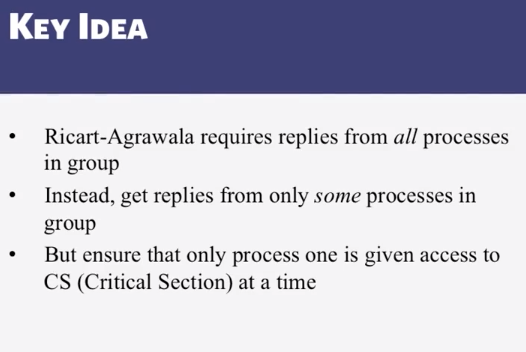 KEY IDEA
• Ricart-Agrawala requires replies from all processes
in group
• Instead, get replies from only some processes in
group
• But ensure that only process one is given access to
CS (Critical Section) at a time